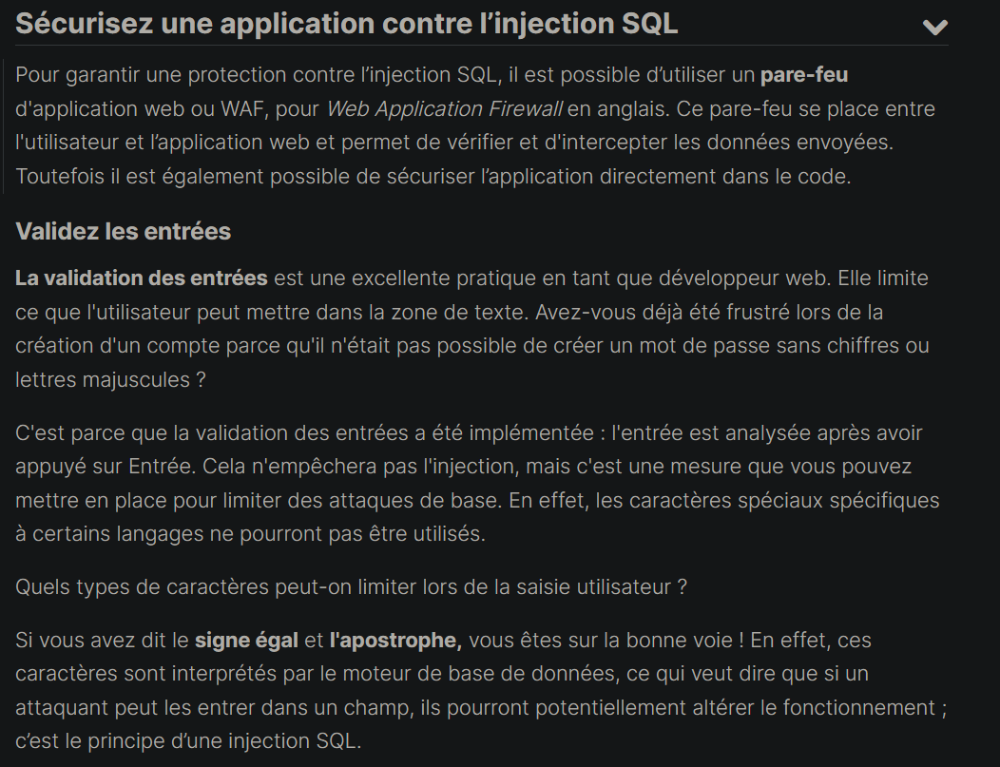 Sécurisez une application contre l’injection SQL
Pour garantir une protection contre l’injection SQL, il est possible d’utiliser un pare-feu
d'application web ou WAF, pour Web Application Firewall en anglais. Ce pare-feu se place entre
l'utilisateur et l’application web et permet de vérifier et d'intercepter les données envoyées.
Toutefois il est également possible de sécuriser l’application directement dans le code.
Validez les entrées
La validation des entrées est une excellente pratique en tant que développeur web. Elle limite
ce que l'utilisateur peut mettre dans la zone de texte. Avez-vous déjà été frustré lors de la
création d'un compte parce qu'il n'était pas possible de créer un mot de passe sans chiffres ou
lettres majuscules ?
C'est parce que la validation des entrées a été implémentée : l'entrée est analysée après avoir
appuyé sur Entrée. Cela n'empêchera pas l'injection, mais c'est une mesure que vous pouvez
mettre en place pour limiter des attaques de base. En effet, les caractères spéciaux spécifiques
à certains langages ne pourront pas être utilisés.
Quels types de caractères peut-on limiter lors de la saisie utilisateur ?
Si vous avez dit le signe égal et l'apostrophe, vous êtes sur la bonne voie ! En effet, ces
caractères sont interprétés par le moteur de base de données, ce qui veut dire que si un
attaquant peut les entrer dans un champ, ils pourront potentiellement altérer le fonctionnement ;
c’est le principe d’une injection SQL.